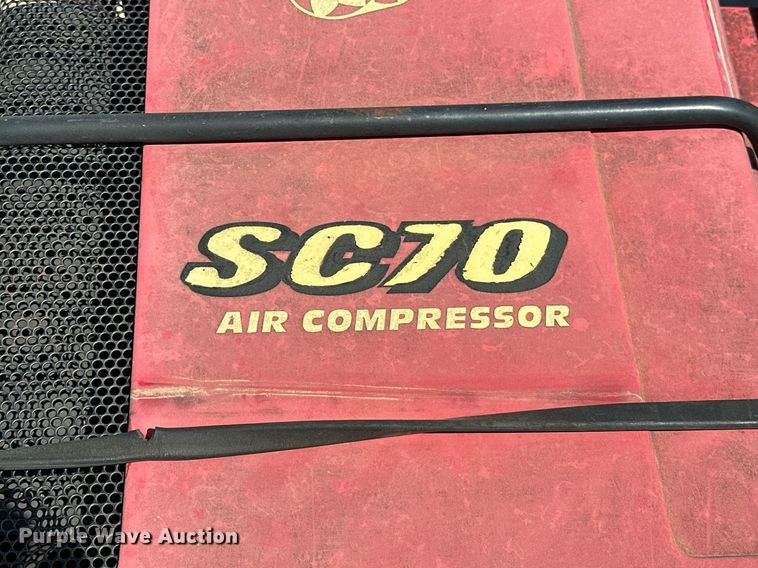 SC70
AIR COMPRESSOR
Purple Wave Auction